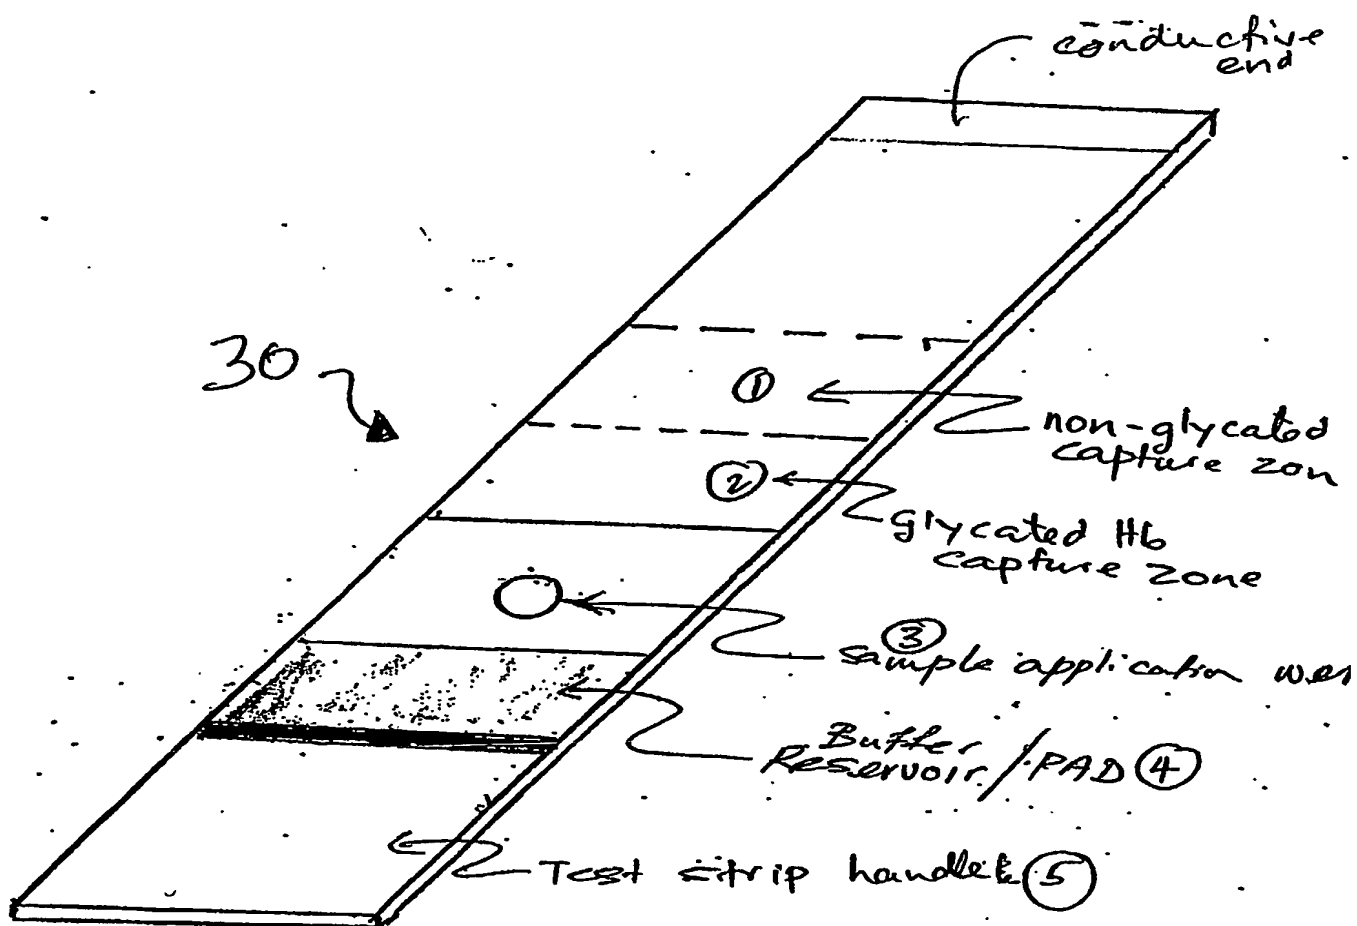 conductive
end
30
①
non-glycated
capture zon
②
glycated Hb
capture zone
③
sample application
Buffer
Reservoir/PAD ④
Test strip handle ⑤